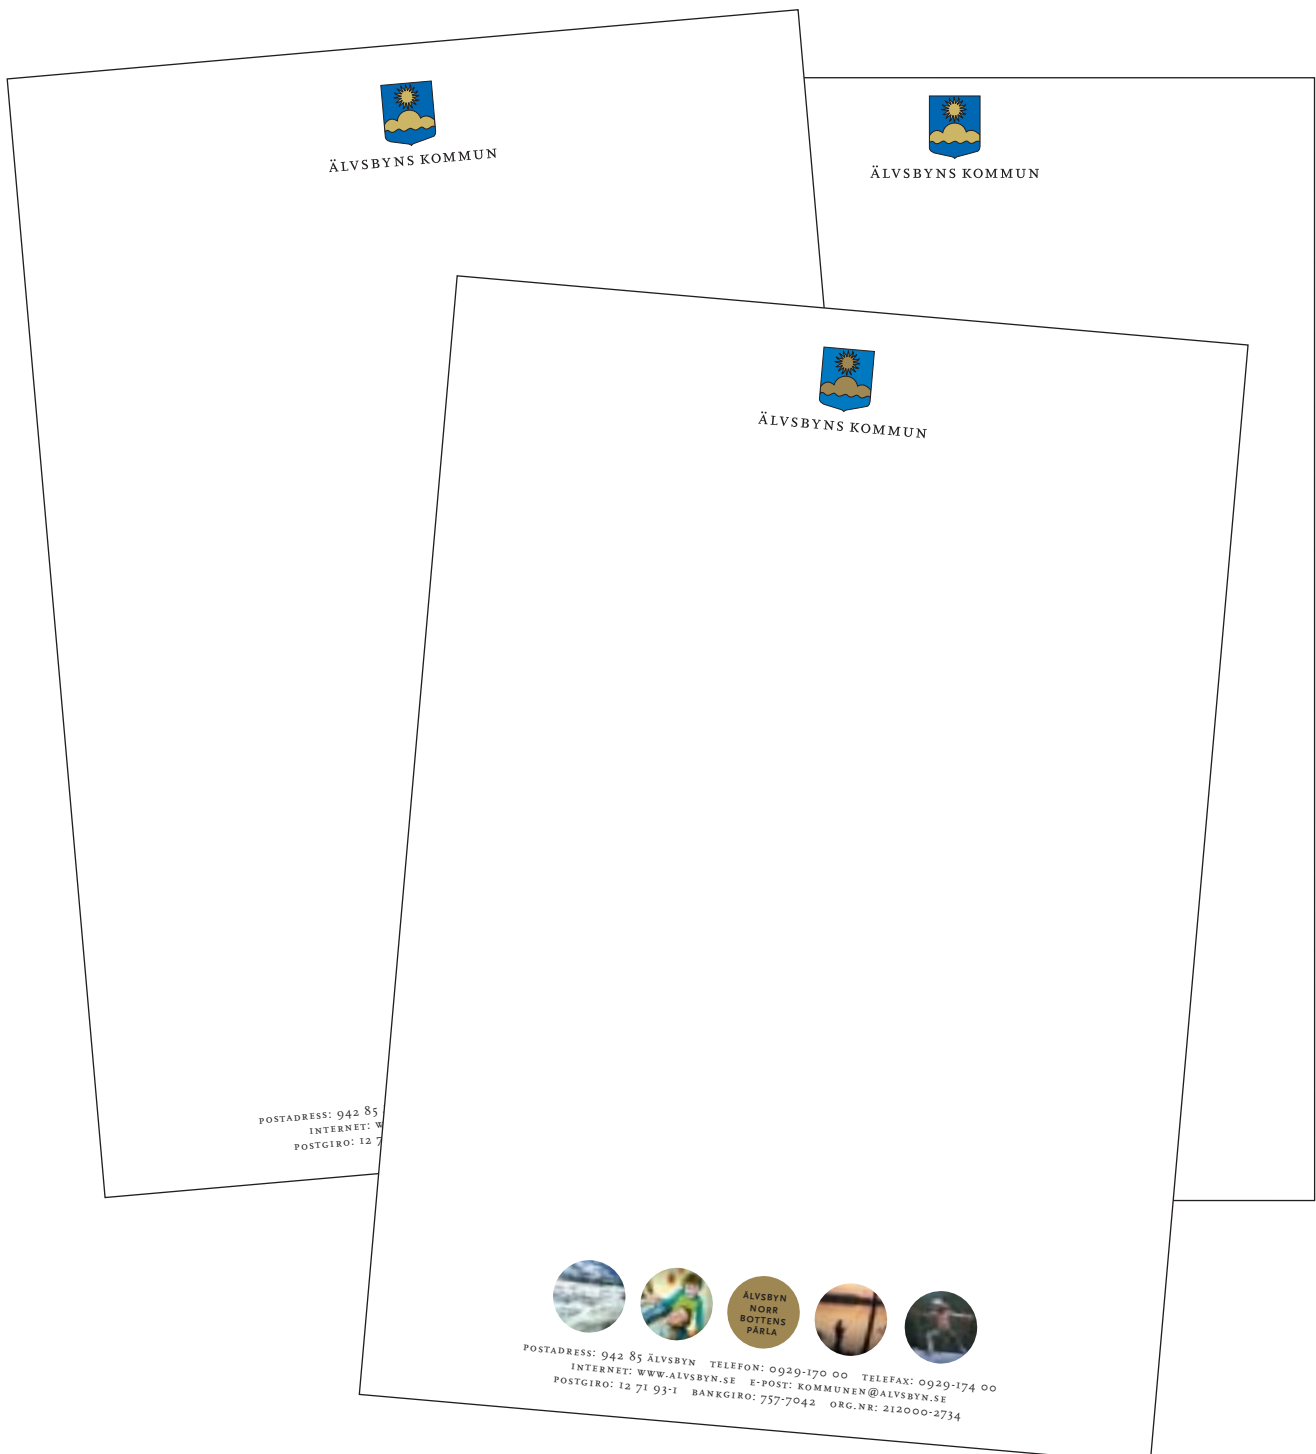 ÄLVSBYNS KOMMUN
ÄLVSBYNS KOMMUN
ÄLVSBYNS KOMMUN
POSTADRESS: 942 85
INTERNET: W
POSTGIRO: 12 7
ÄLVSBYN
NORR
BOTTENS
PÄRLA
POSTADRESS: 942 85 ÄLVSBYN TELEFON: 0929-170 00 TELEFAX: 0929-174 00
INTERNET: WWW.ALVSBYN.SE E-POST: KOMMUNEN@ALVSBYN.SE
POSTGIRO: 12 71 93-1 BANKGIRO: 757-7042 ORG.NR: 212000-2734